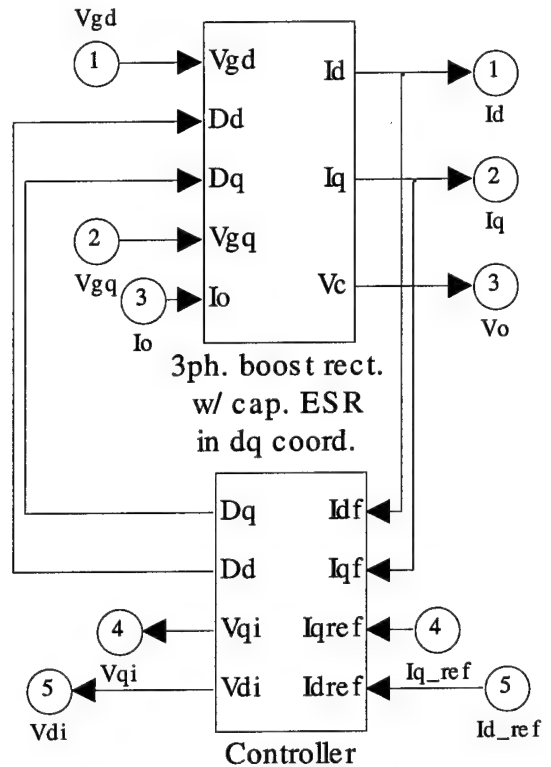 Vgd
1
Vgd
Id
1
Id
Dd
Dq
Iq
2
Iq
2
Vgq
Vgq
3
Io
Io
Vc
3
Vo
3ph. boost rect.
w/ cap. ESR
in dq coord.
Dq
Idf
Dd
Iqf
4
Vqi
Vqi
Iqref
4
Iq_ref
5
Vdi
Vdi
Idref
5
Id_ref
Controller